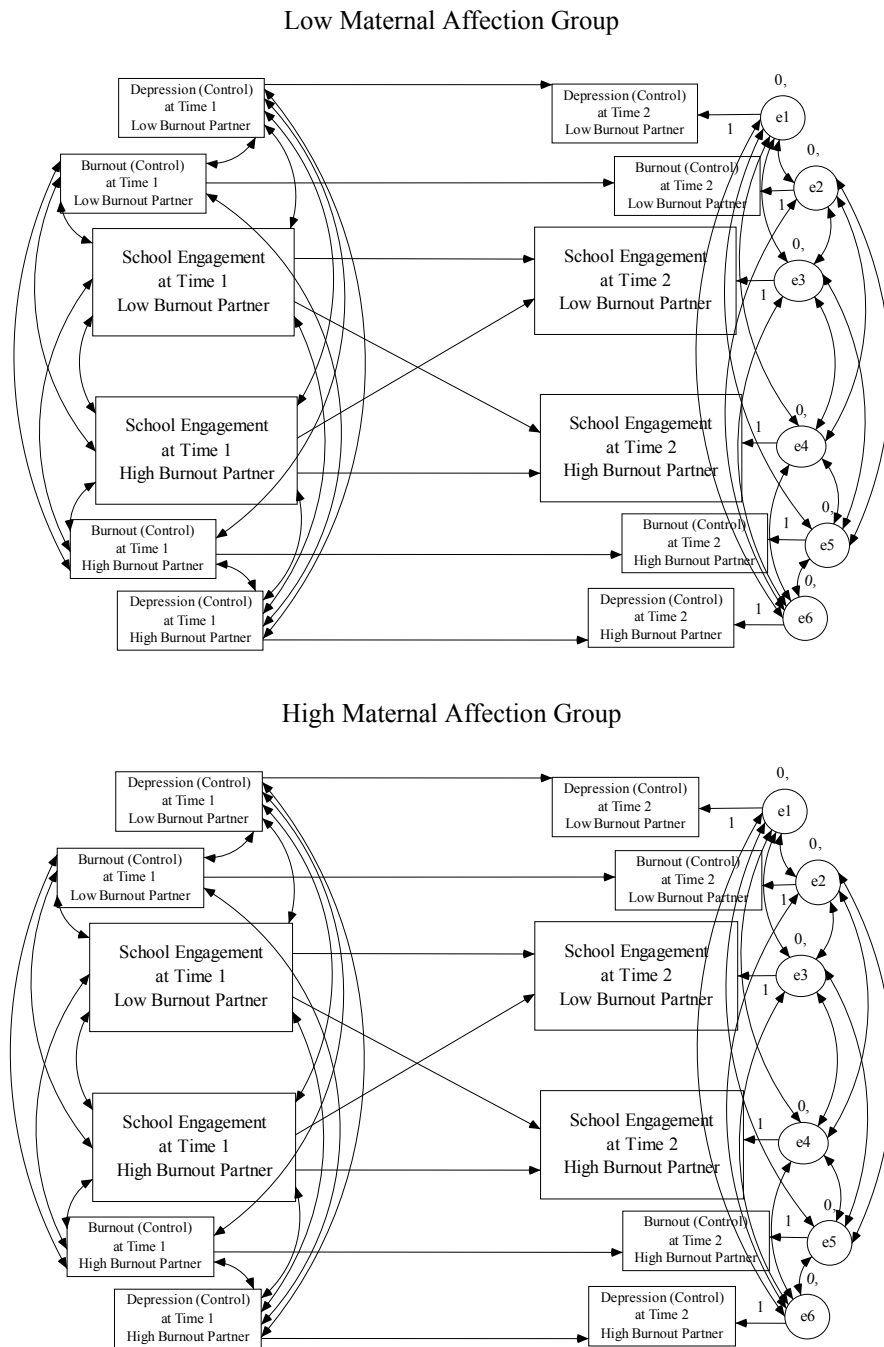 Low Maternal Affection Group
Depression (Control)
at Time 1
Low Burnout Partner
Depression (Control)
at Time 2
Low Burnout Partner
0,
e1
1
Burnout (Control)
at Time 1
Low Burnout Partner
Burnout (Control)
at Time 2
Low Burnout Partner
0,
e2
1
School Engagement
at Time 1
Low Burnout Partner
School Engagement
at Time 2
Low Burnout Partner
0,
e3
1
School Engagement
at Time 1
High Burnout Partner
School Engagement
at Time 2
High Burnout Partner
0,
e4
1
Burnout (Control)
at Time 1
High Burnout Partner
Burnout (Control)
at Time 2
High Burnout Partner
0,
e5
1
Depression (Control)
at Time 1
High Burnout Partner
Depression (Control)
at Time 2
High Burnout Partner
0,
e6
1
High Maternal Affection Group
Depression (Control)
at Time 1
Low Burnout Partner
Depression (Control)
at Time 2
Low Burnout Partner
0,
e1
1
Burnout (Control)
at Time 1
Low Burnout Partner
Burnout (Control)
at Time 2
Low Burnout Partner
0,
e2
1
School Engagement
at Time 1
Low Burnout Partner
School Engagement
at Time 2
Low Burnout Partner
0,
e3
1
School Engagement
at Time 1
High Burnout Partner
School Engagement
at Time 2
High Burnout Partner
0,
e4
1
Burnout (Control)
at Time 1
High Burnout Partner
Burnout (Control)
at Time 2
High Burnout Partner
0,
e5
1
Depression (Control)
at Time 1
High Burnout Partner
Depression (Control)
at Time 2
High Burnout Partner
0,
e6
1